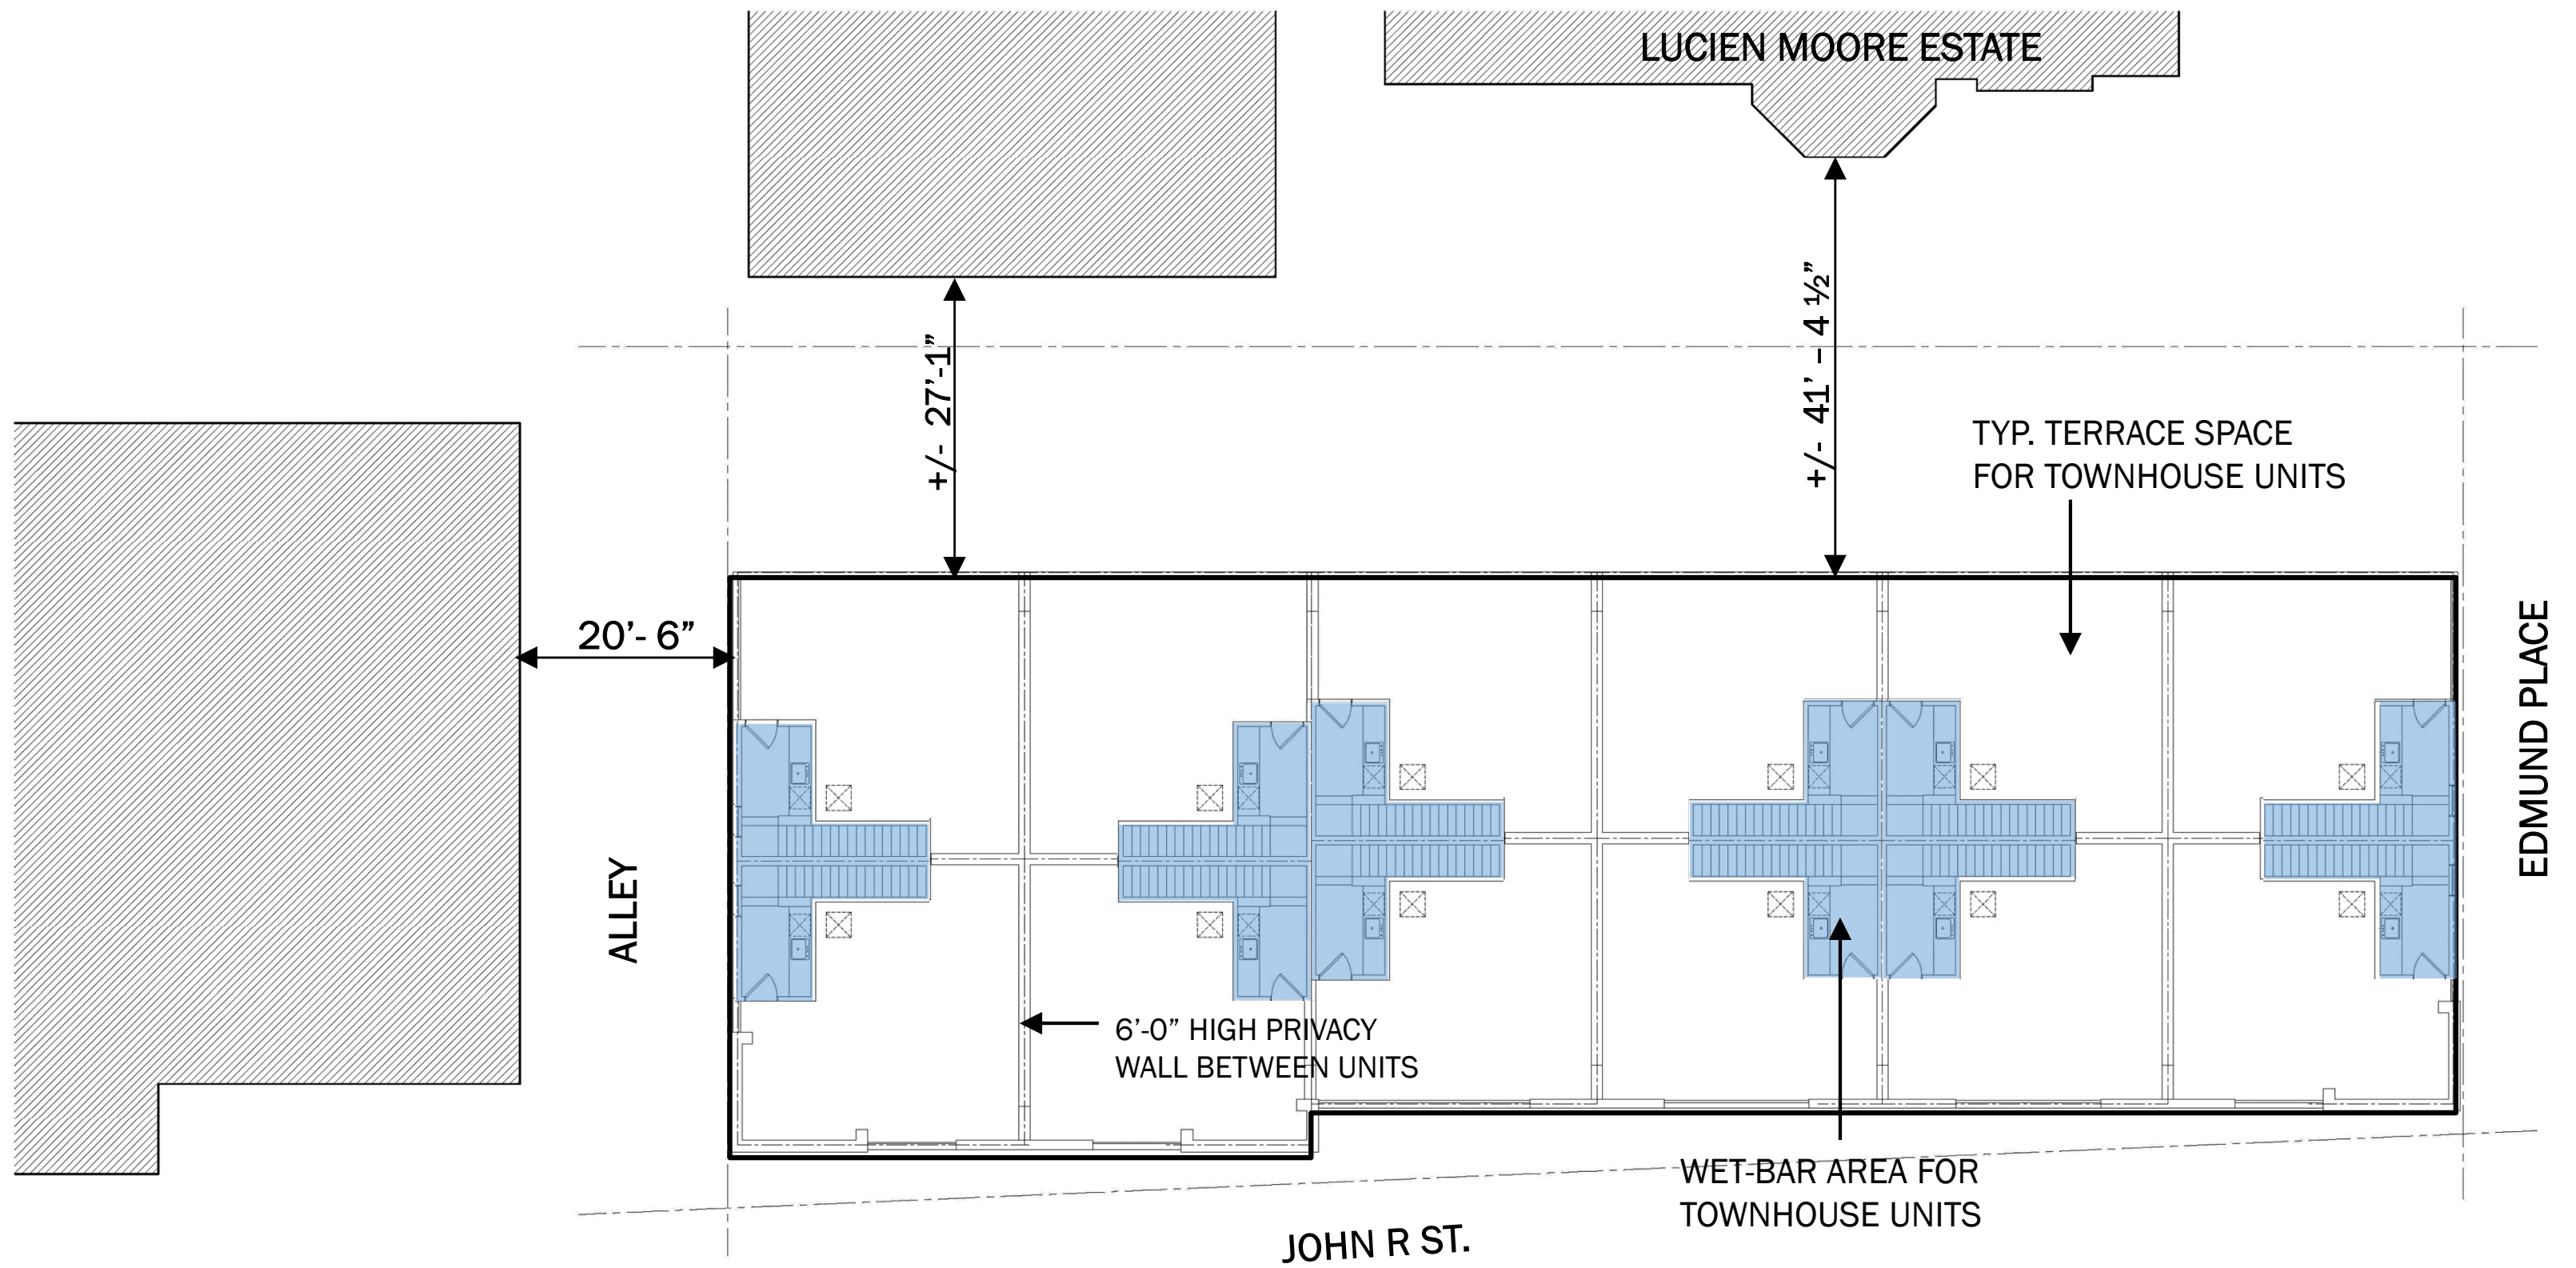 LUCIEN MOORE ESTATE
+/- 27’-1”
+/- 41’ – 4 ½”
TYP. TERRACE SPACE
FOR TOWNHOUSE UNITS
20’- 6”
ALLEY
EDMUND PLACE
6’-0” HIGH PRIVACY
WALL BETWEEN UNITS
WET-BAR AREA FOR
TOWNHOUSE UNITS
JOHN R ST.